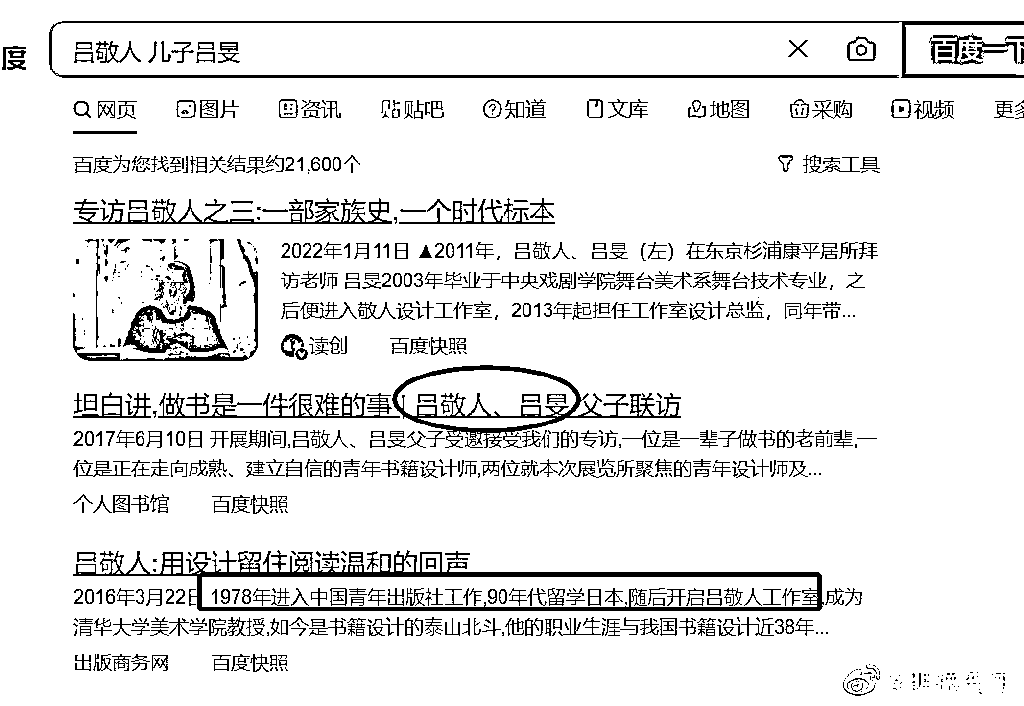 度 吕敬人 儿子吕旻 百度一下
网页 图片 资讯 贴吧 知道 文库 地图 采购 视频 更多
百度为您找到相关结果约21,600个 搜索工具
专访吕敬人之三:一部家族史,一个时代标本
2022年1月11日 ▲2011年，吕敬人、吕旻（左）在东京杉浦康平居所拜
访老师 吕旻2003年毕业于中央戏剧学院舞台美术系舞台技术专业，之
后便进入敬人设计工作室，2013年起担任工作室设计总监，同年带...
读创 百度快照
坦白讲,做书是一件很难的事 吕敬人、吕旻 父子联访
2017年6月10日 开展期间,吕敬人、吕旻父子受邀接受我们的专访,一位是一辈子做书的老前辈,一
位是正在走向成熟、建立自信的青年书籍设计师,两位就本次展览所聚焦的青年设计师及...
个人图书馆 百度快照
吕敬人:用设计留住阅读温和的回声
2016年3月22日 1978年进入中国青年出版社工作,90年代留学日本,随后开启吕敬人工作室,成为
清华大学美术学院教授,如今是书籍设计的泰山北斗,他的职业生涯与我国书籍设计近38年...
出版商务网 百度快照